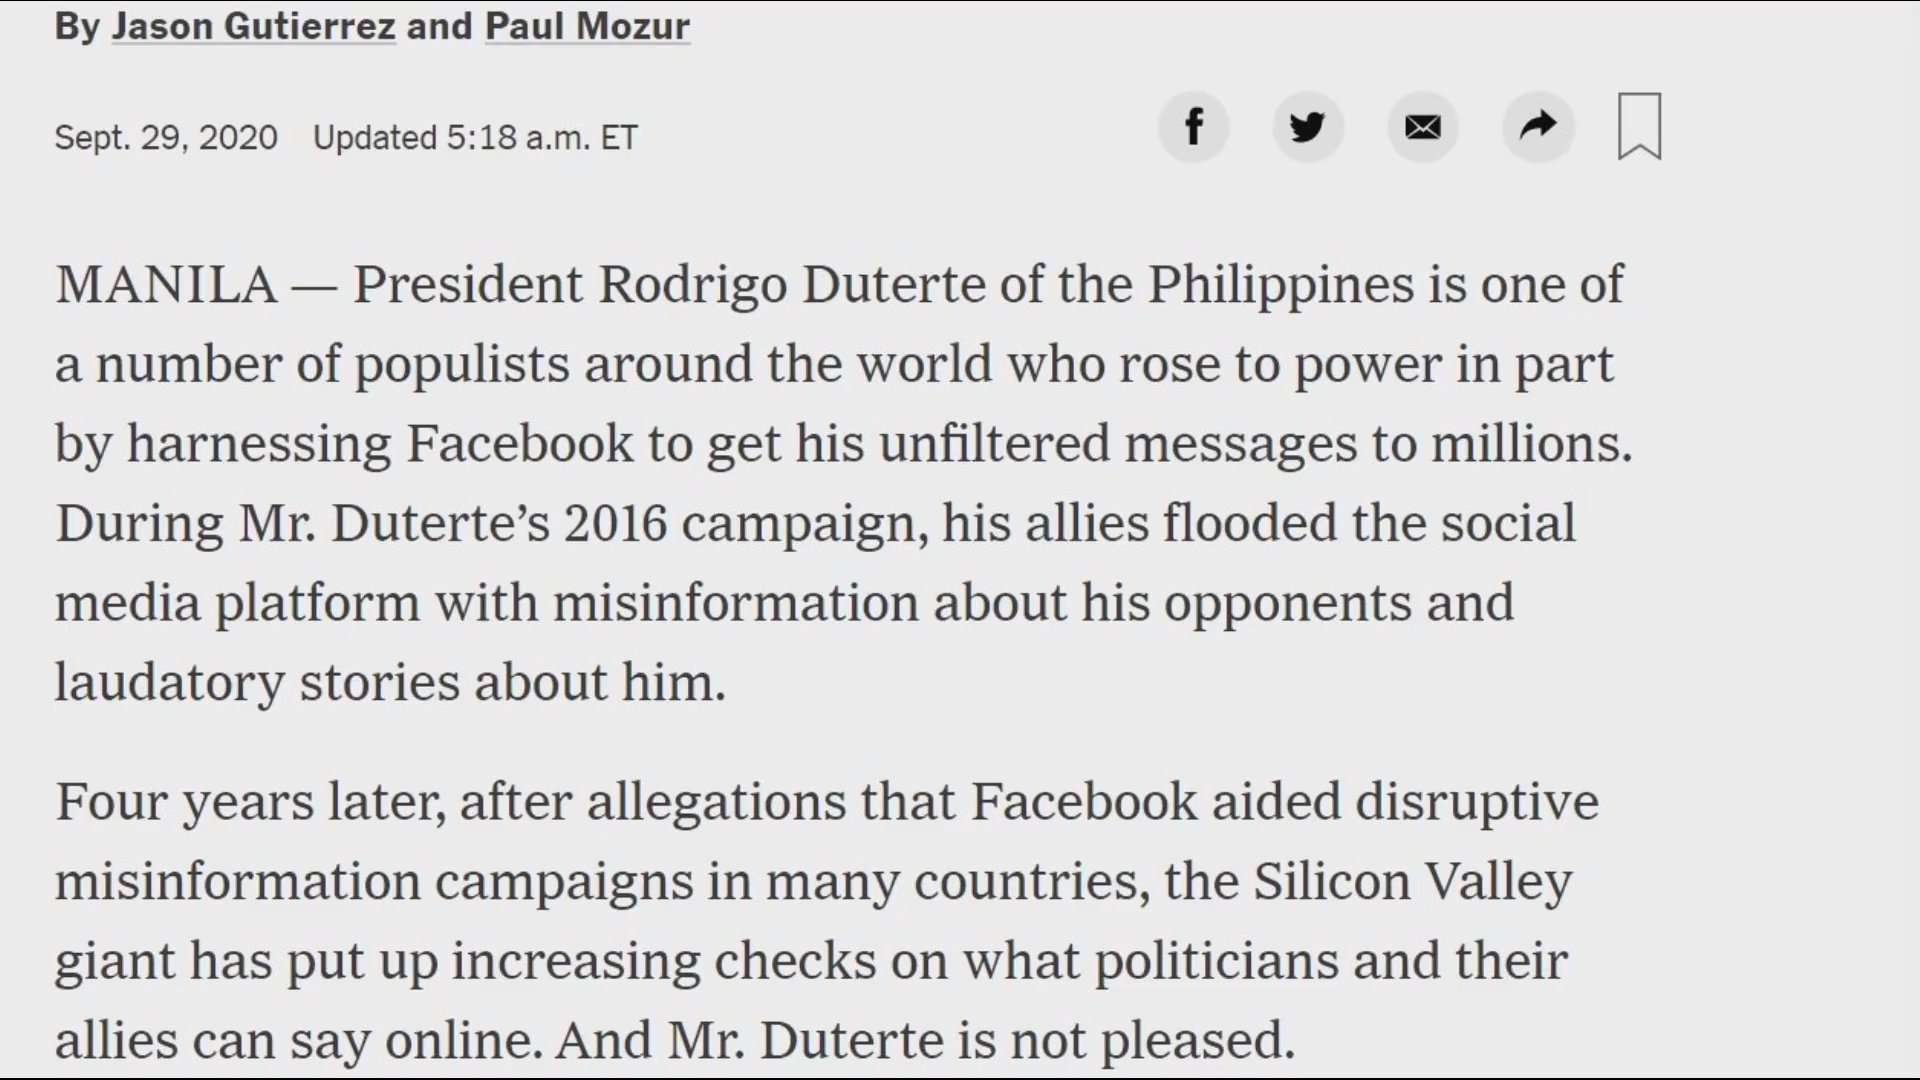 By Jason Gutierrez and Paul Mozur
Sept. 29, 2020 Updated 5:18 a.m. ET
MANILA — President Rodrigo Duterte of the Philippines is one of
a number of populists around the world who rose to power in part
by harnessing Facebook to get his unfiltered messages to millions.
During Mr. Duterte’s 2016 campaign, his allies flooded the social
media platform with misinformation about his opponents and
laudatory stories about him.
Four years later, after allegations that Facebook aided disruptive
misinformation campaigns in many countries, the Silicon Valley
giant has put up increasing checks on what politicians and their
allies can say online. And Mr. Duterte is not pleased.